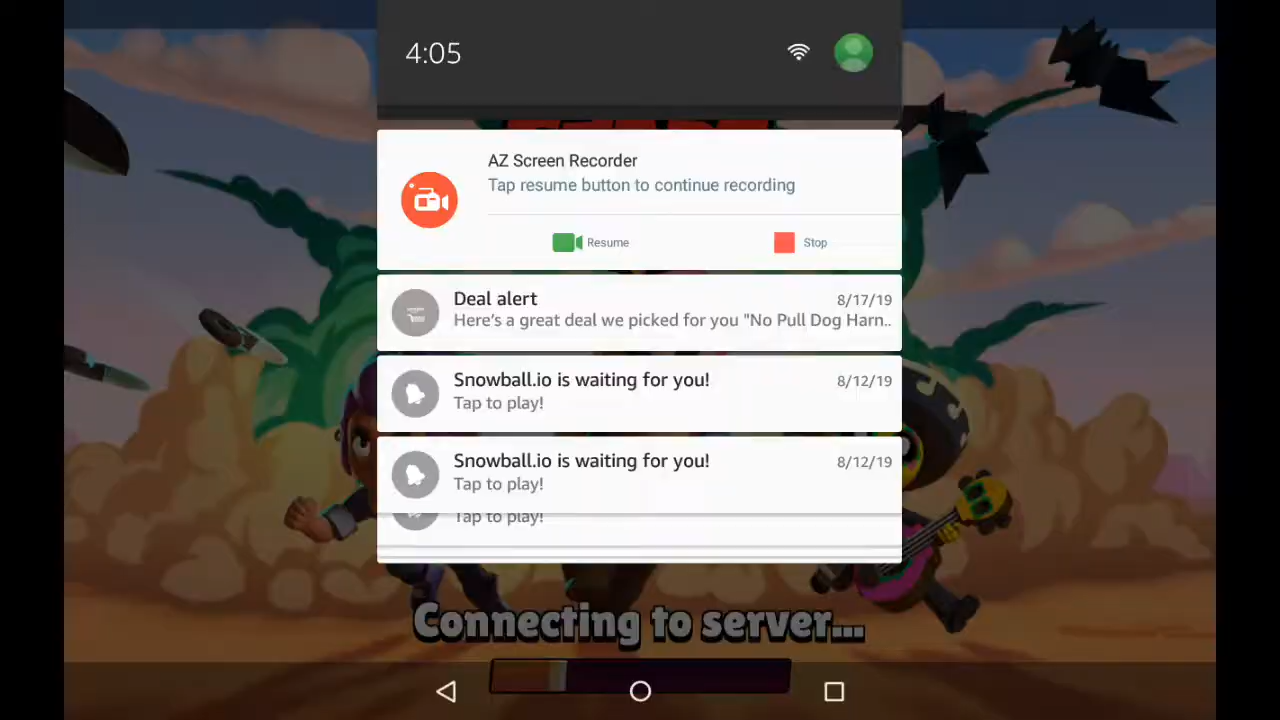 4:05
AZ Screen Recorder
Tap resume button to continue recording
Resume
Stop
Deal alert
8/17/19
Here's a great deal we picked for you "No Pull Dog Harn..
Snowball.io is waiting for you!
8/12/19
Tap to play!
Snowball.io is waiting for you!
8/12/19
Tap to play!
Tap to play!
Connecting to server...